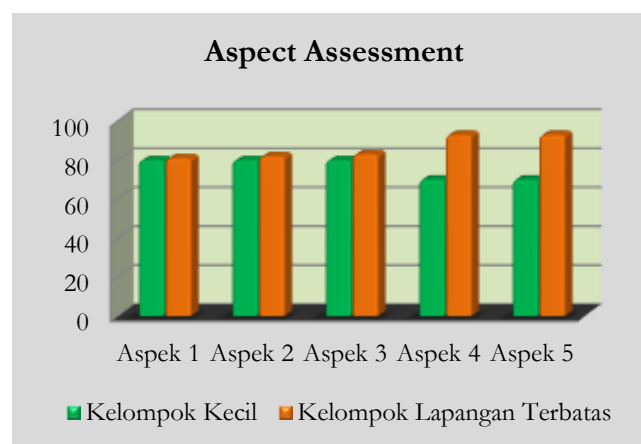 Aspect Assessment
100
80
60
40
20
0
Aspek 1 Aspek 2 Aspek 3 Aspek 4 Aspek 5
Kelompok Kecil Kelompok Lapangan Terbatas